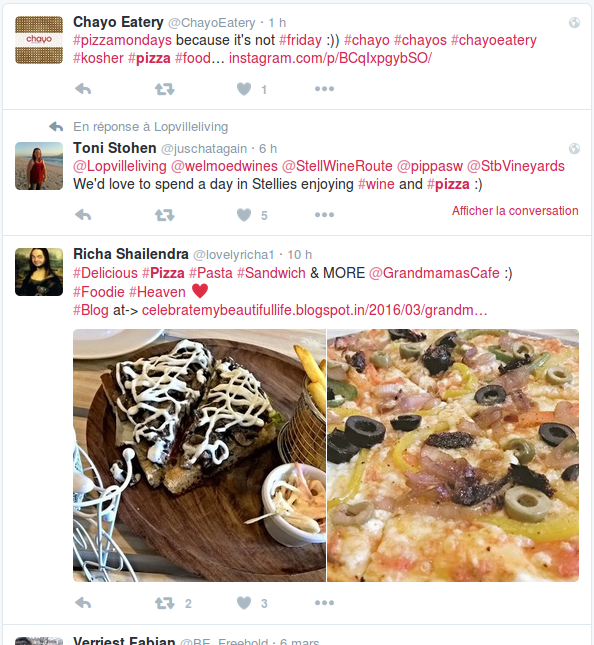 Chayo Eatery @ChayoEatery · 1 h
chayo
#pizzamondays because it's not #friday :)) #chayo #chayos #chayoeatery
#kosher #pizza #food… instagram.com/p/BCqIxpgybSO/
1
En réponse à Lopvilleliving
Toni Stohen @juschatagain · 6 h
@Lopvilleliving @welmoedwines @StellWineRoute @pippasw @StbVineyards
We'd love to spend a day in Stellies enjoying #wine and #pizza :)
5
Afficher la conversation
Richa Shailendra @lovelyricha1 · 10 h
#Delicious #Pizza #Pasta #Sandwich & MORE @GrandmamasCafe :)
#Foodie #Heaven ❤
#Blog at-> celebratemybeautifullife.blogspot.in/2016/03/grandm…
2 3
Verriest Fabian @BE_Freehold · 6 mars